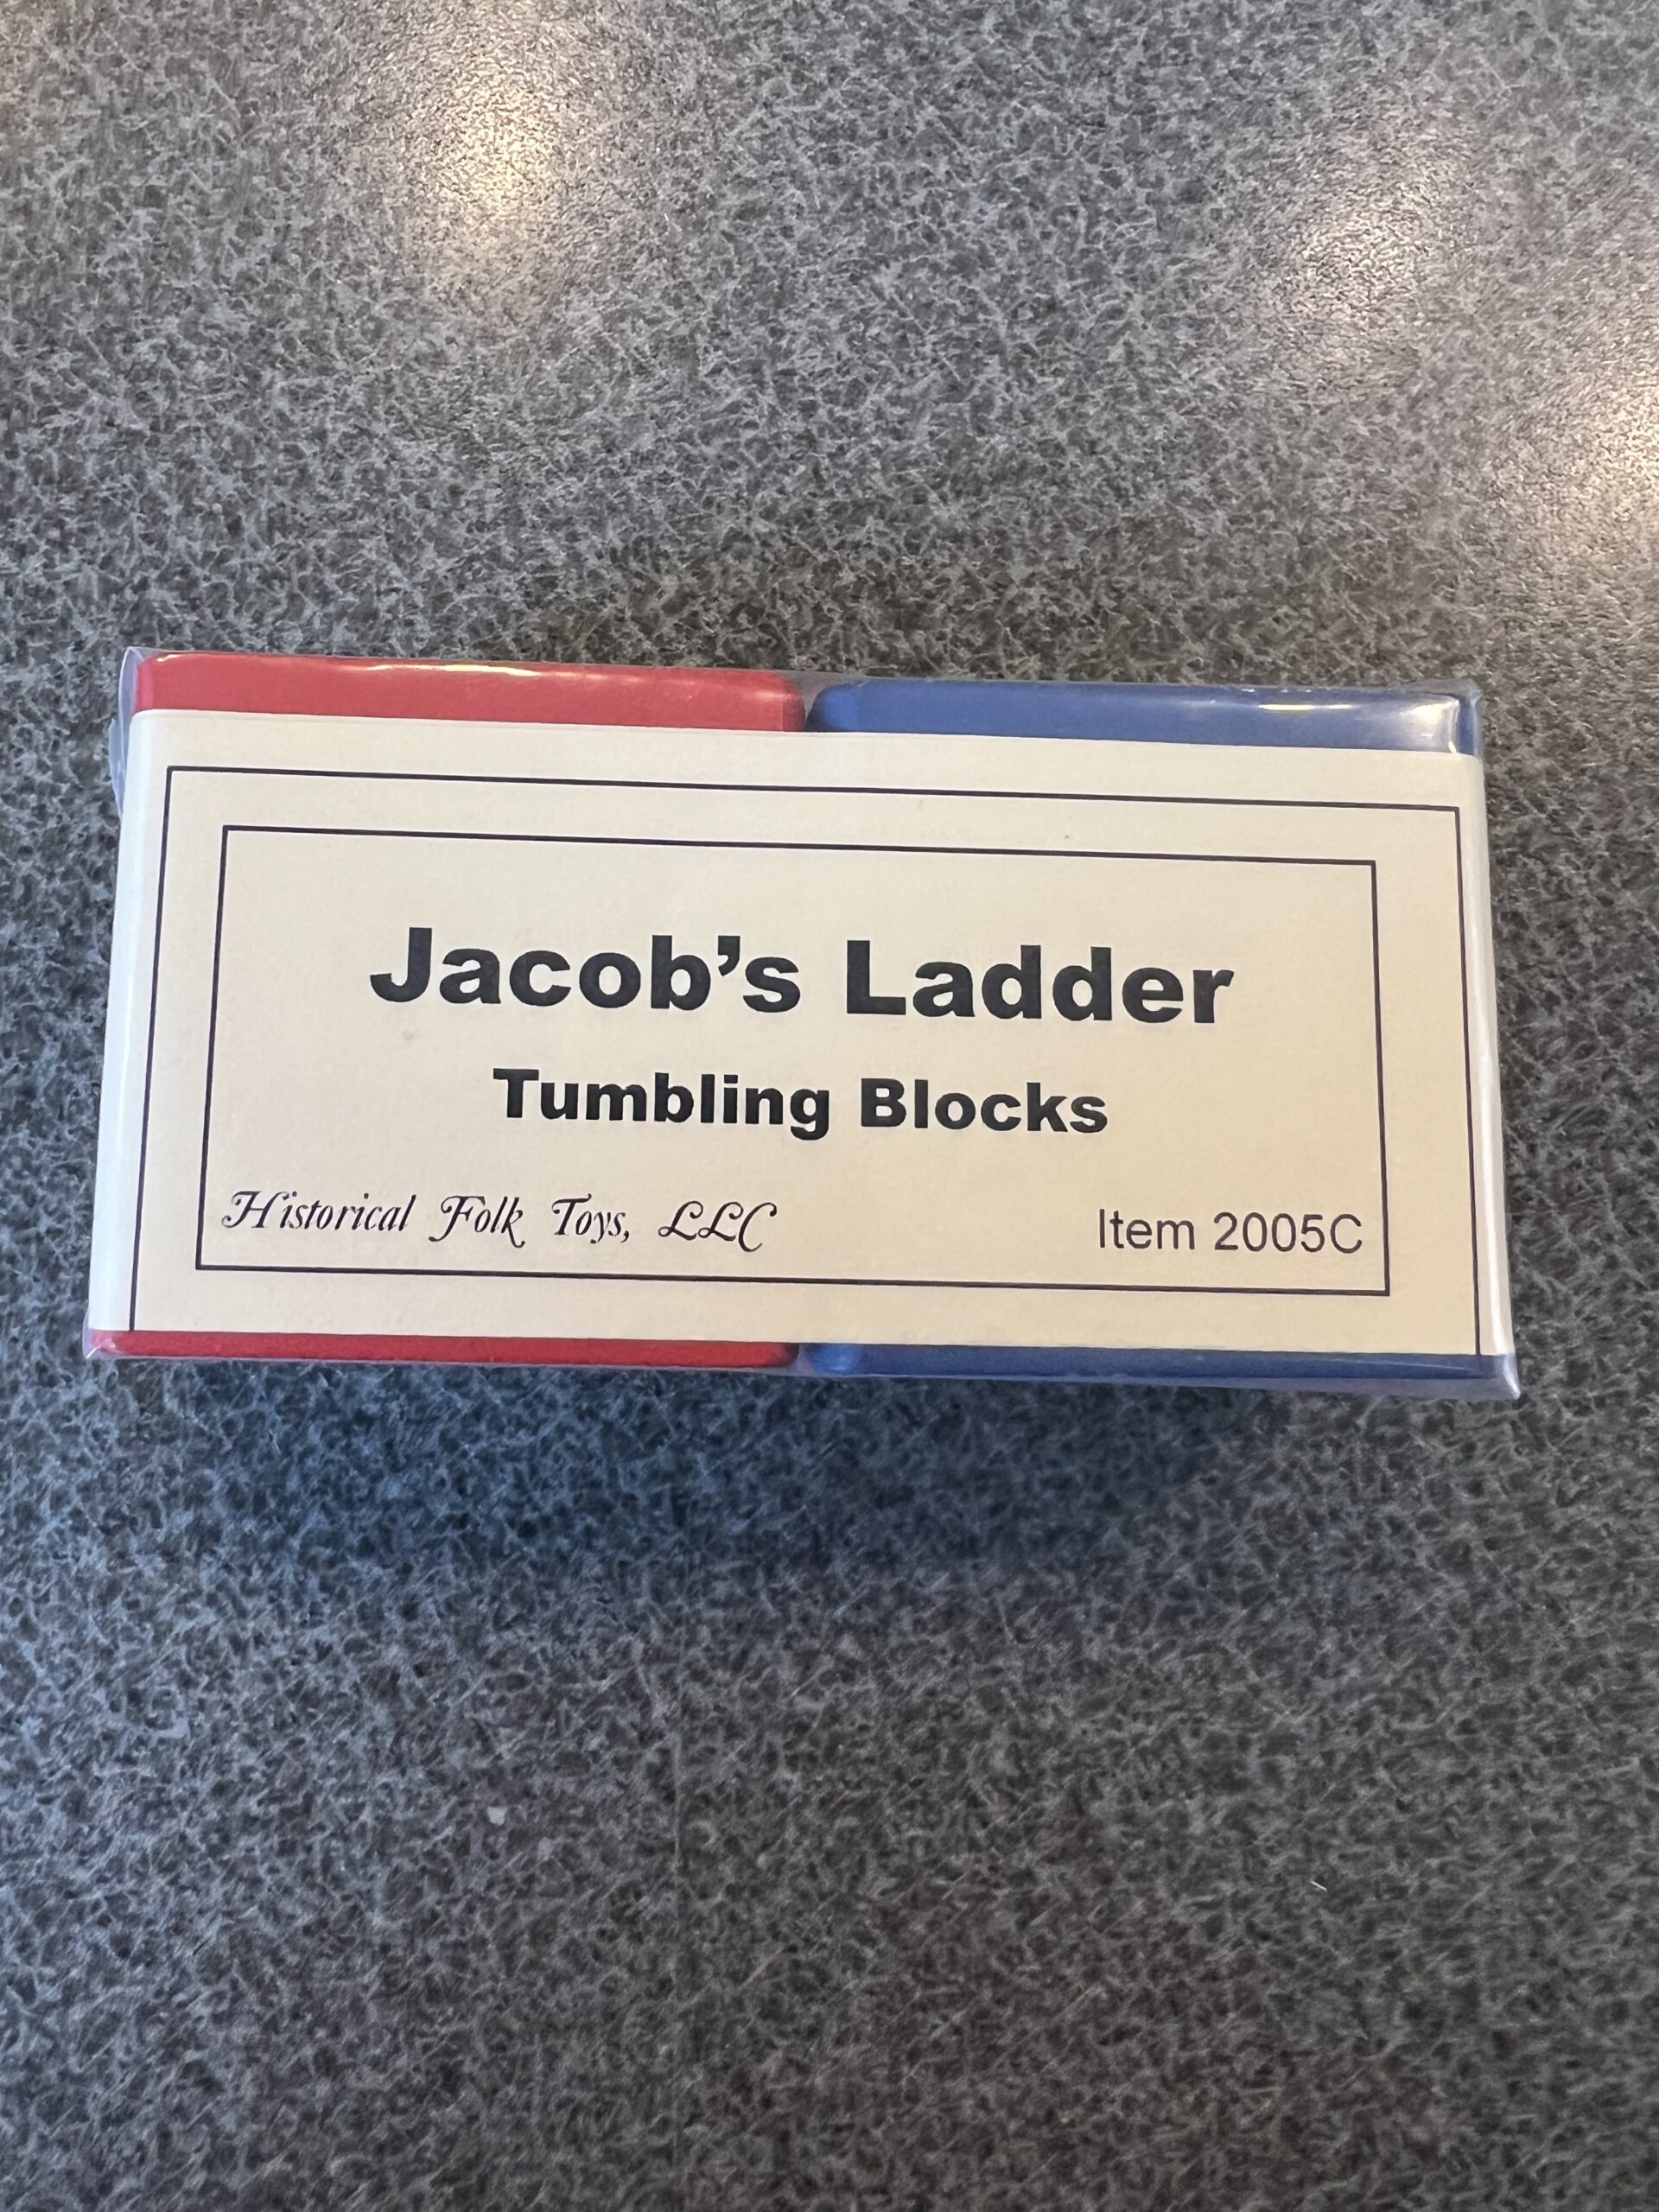 Jacob’s Ladder
Tumbling Blocks
Historical Folk Toys, LLC Item 2005C